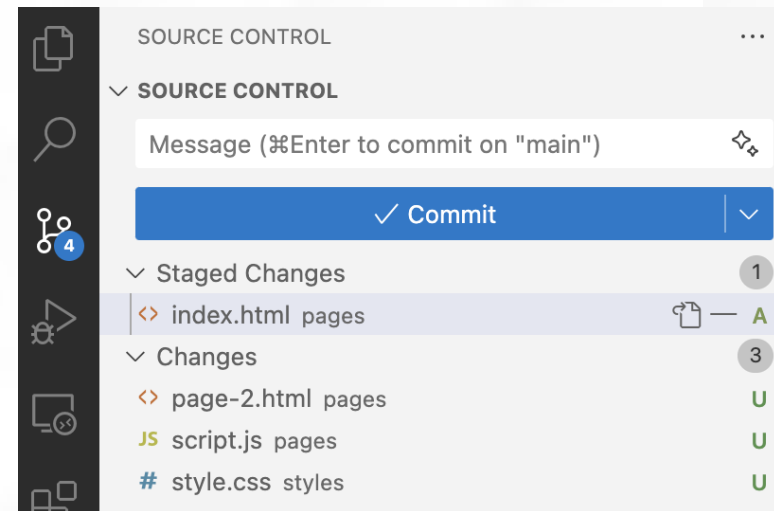 SOURCE CONTROL ...
SOURCE CONTROL
Message (⌘Enter to commit on "main")
Commit
4
Staged Changes 1
<> index.html pages A
Changes 3
<> page-2.html pages U
JS script.js pages U
# style.css styles U